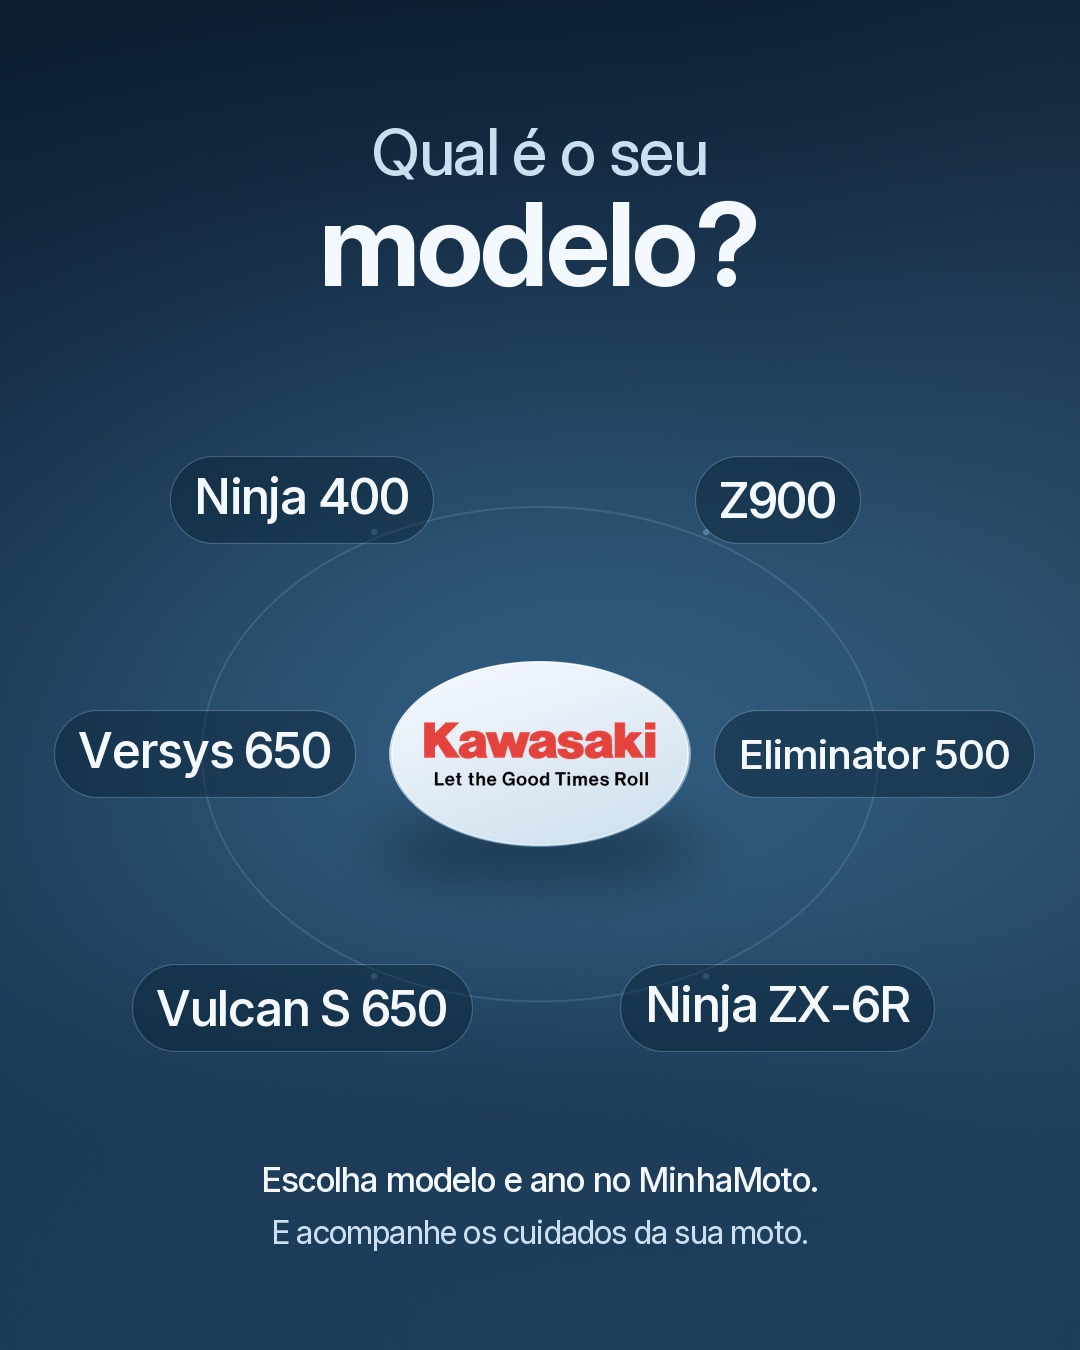 Qual é o seu
modelo?
Ninja 400
Z900
Versys 650
Kawasaki
Let the Good Times Roll
Eliminator 500
Vulcan S 650
Ninja ZX-6R
Escolha modelo e ano no MinhaMoto.
E acompanhe os cuidados da sua moto.